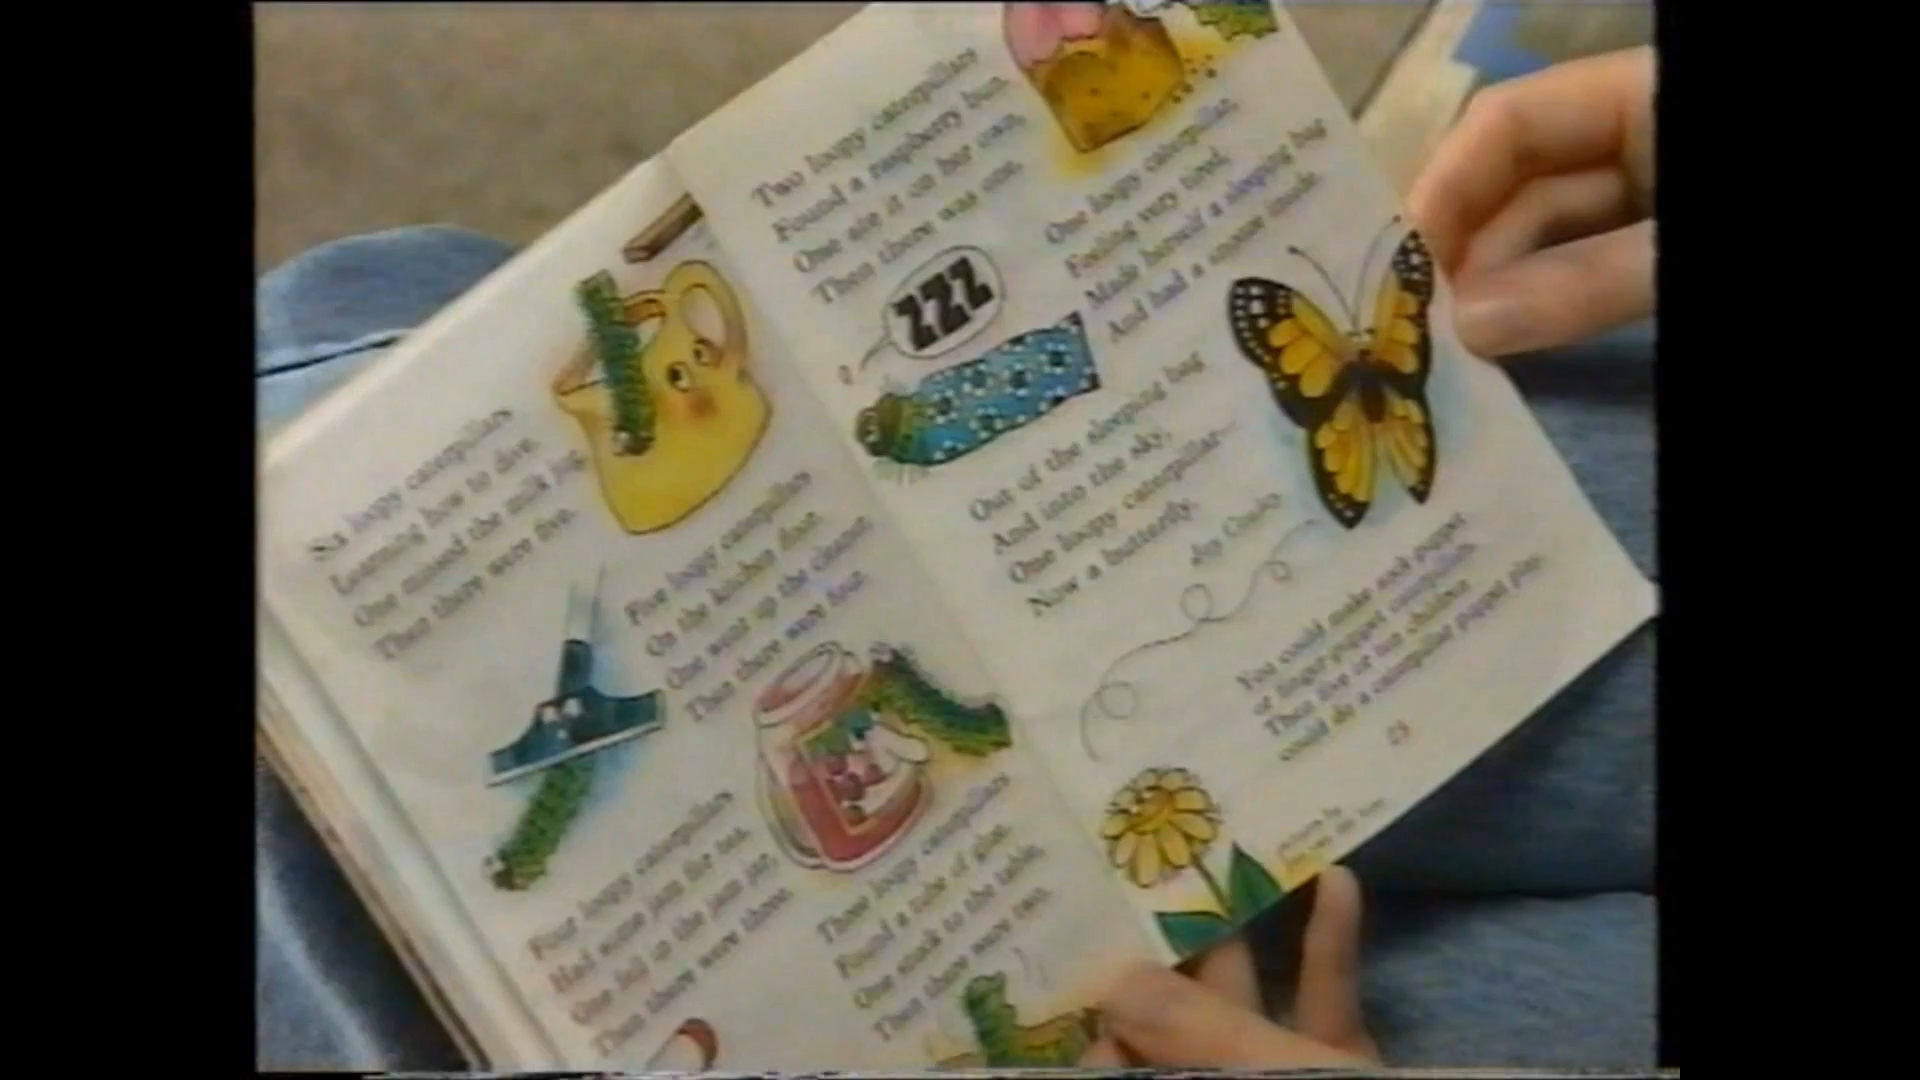 Six loopy caterpillars
Learning how to dive.
One missed the milk jug,
Then there were five.
Five loopy caterpillars
On the kitchen floor.
One went up the cleaner,
Then there were four.
Four loopy caterpillars
Had some jam for tea.
One fell in the jam jar,
Then there were three.
Three loopy caterpillars
Found a tube of glue.
One stuck to the table,
Then there were two.
Two loopy caterpillars
Found a raspberry bun.
One ate it on her own,
Then there was one.
ZZZ
One loopy caterpillar,
Feeling very tired,
Made herself a sleeping bag
And had a snooze inside.
Out of the sleeping bag
And into the sky,
One loopy caterpillar—
Now a butterfly.
You could make sock-puppet
or finger-puppet caterpillars.
Then five or ten children
could do a caterpillar puppet play.